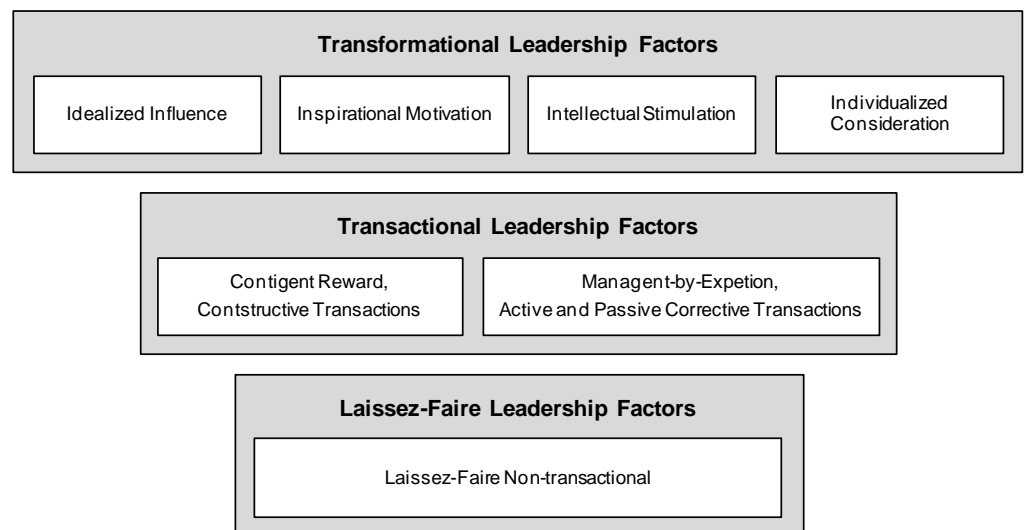 Transformational Leadership Factors
Idealized Influence
Inspirational Motivation
Intellectual Stimulation
Individualized
Consideration
Transactional Leadership Factors
Contigent Reward,
Contstructive Transactions
Managent-by-Expetion,
Active and Passive Corrective Transactions
Laissez-Faire Leadership Factors
Laissez-Faire Non-transactional